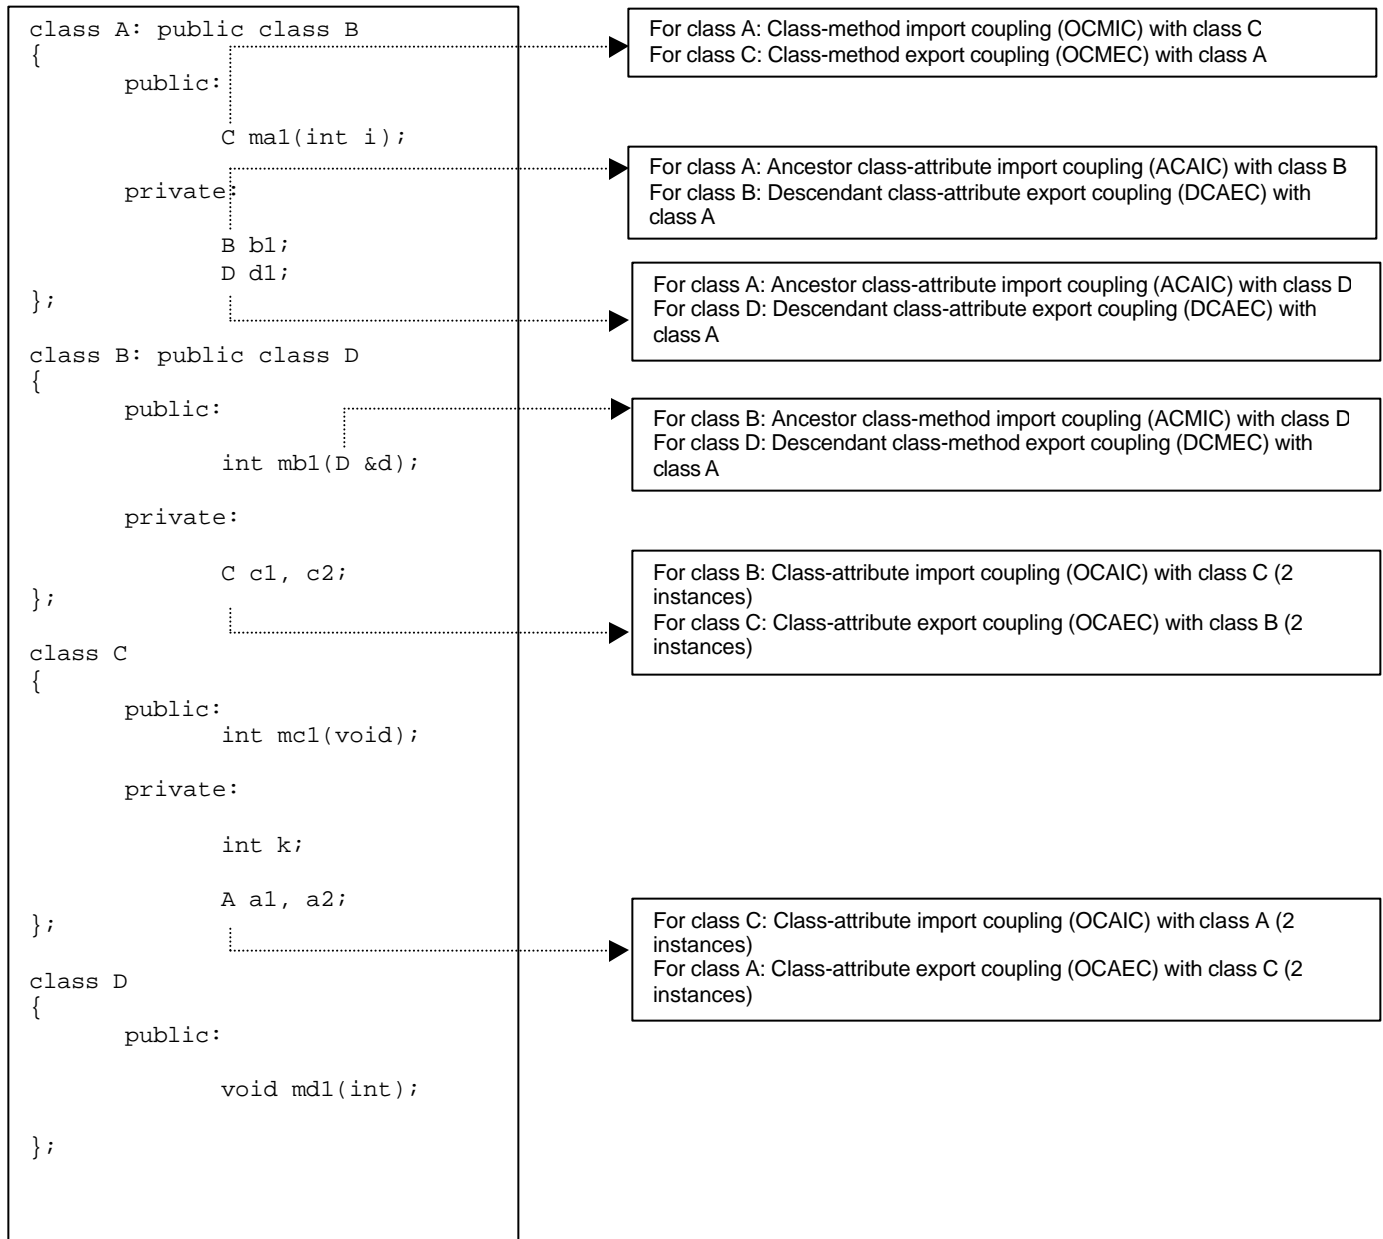 class A: public class B
{
public:
C ma1(int i);
private:
B b1;
D d1;
};
class B: public class D
{
public:
int mb1(D &d);
private:
C c1, c2;
};
class C
{
public:
int mc1(void);
private:
int k;
A a1, a2;
};
class D
{
public:
void md1(int);
};
For class A: Class-method import coupling (OCMIC) with class C
For class C: Class-method export coupling (OCMEC) with class A
For class A: Ancestor class-attribute import coupling (ACAIC) with class B
For class B: Descendant class-attribute export coupling (DCAEC) with
class A
For class A: Ancestor class-attribute import coupling (ACAIC) with class D
For class D: Descendant class-attribute export coupling (DCAEC) with
class A
For class B: Ancestor class-method import coupling (ACMIC) with class D
For class D: Descendant class-method export coupling (DCMEC) with
class A
For class B: Class-attribute import coupling (OCAIC) with class C (2
instances)
For class C: Class-attribute export coupling (OCAEC) with class B (2
instances)
For class C: Class-attribute import coupling (OCAIC) with class A (2
instances)
For class A: Class-attribute export coupling (OCAEC) with class C (2
instances)